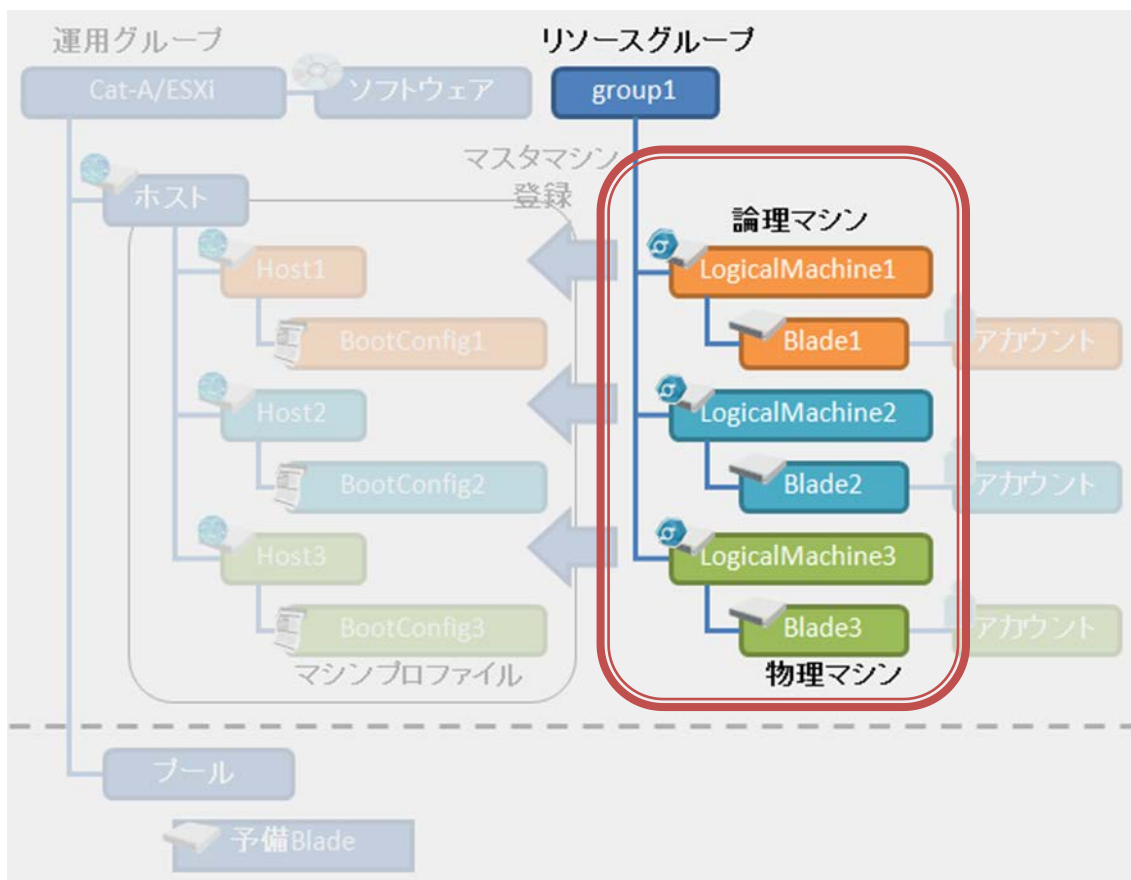 運用グループ
リソースグループ
Cat-A/ESXi
ソフトウェア
group1
マスタマシン
登録
ホスト
論理マシン
Host1
LogicalMachine1
BootConfig1
Blade1
アカウント
Host2
LogicalMachine2
BootConfig2
Blade2
アカウント
Host3
LogicalMachine3
BootConfig3
Blade3
アカウント
マシンプロファイル
物理マシン
プール
予備Blade